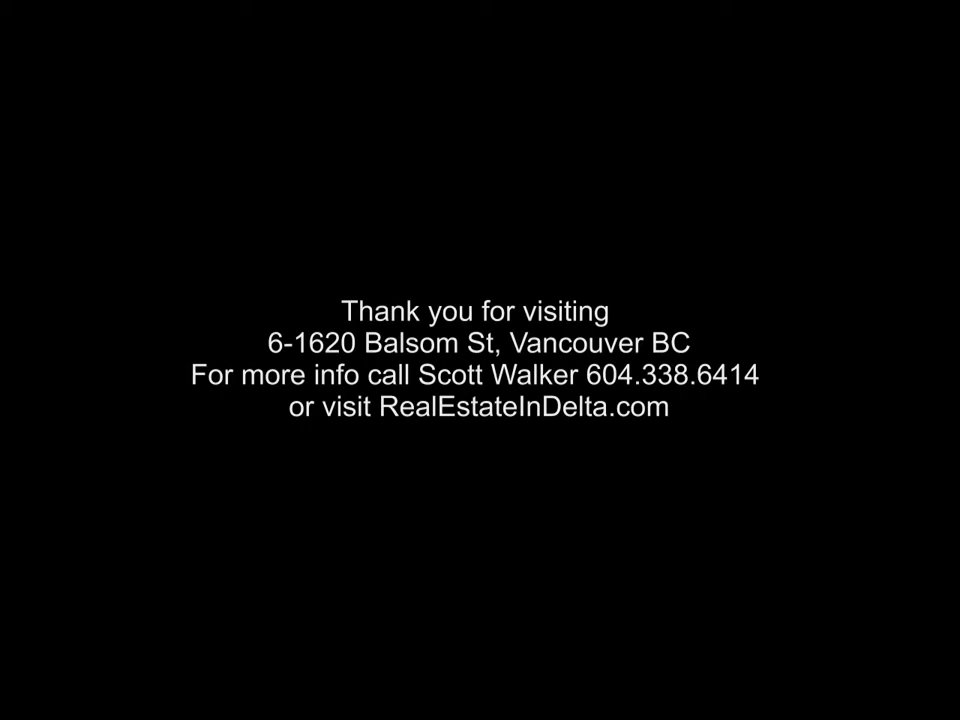 Thank you for visiting
6-1620 Balsom St, Vancouver BC
For more info call Scott Walker 604.338.6414
or visit RealEstateInDelta.com